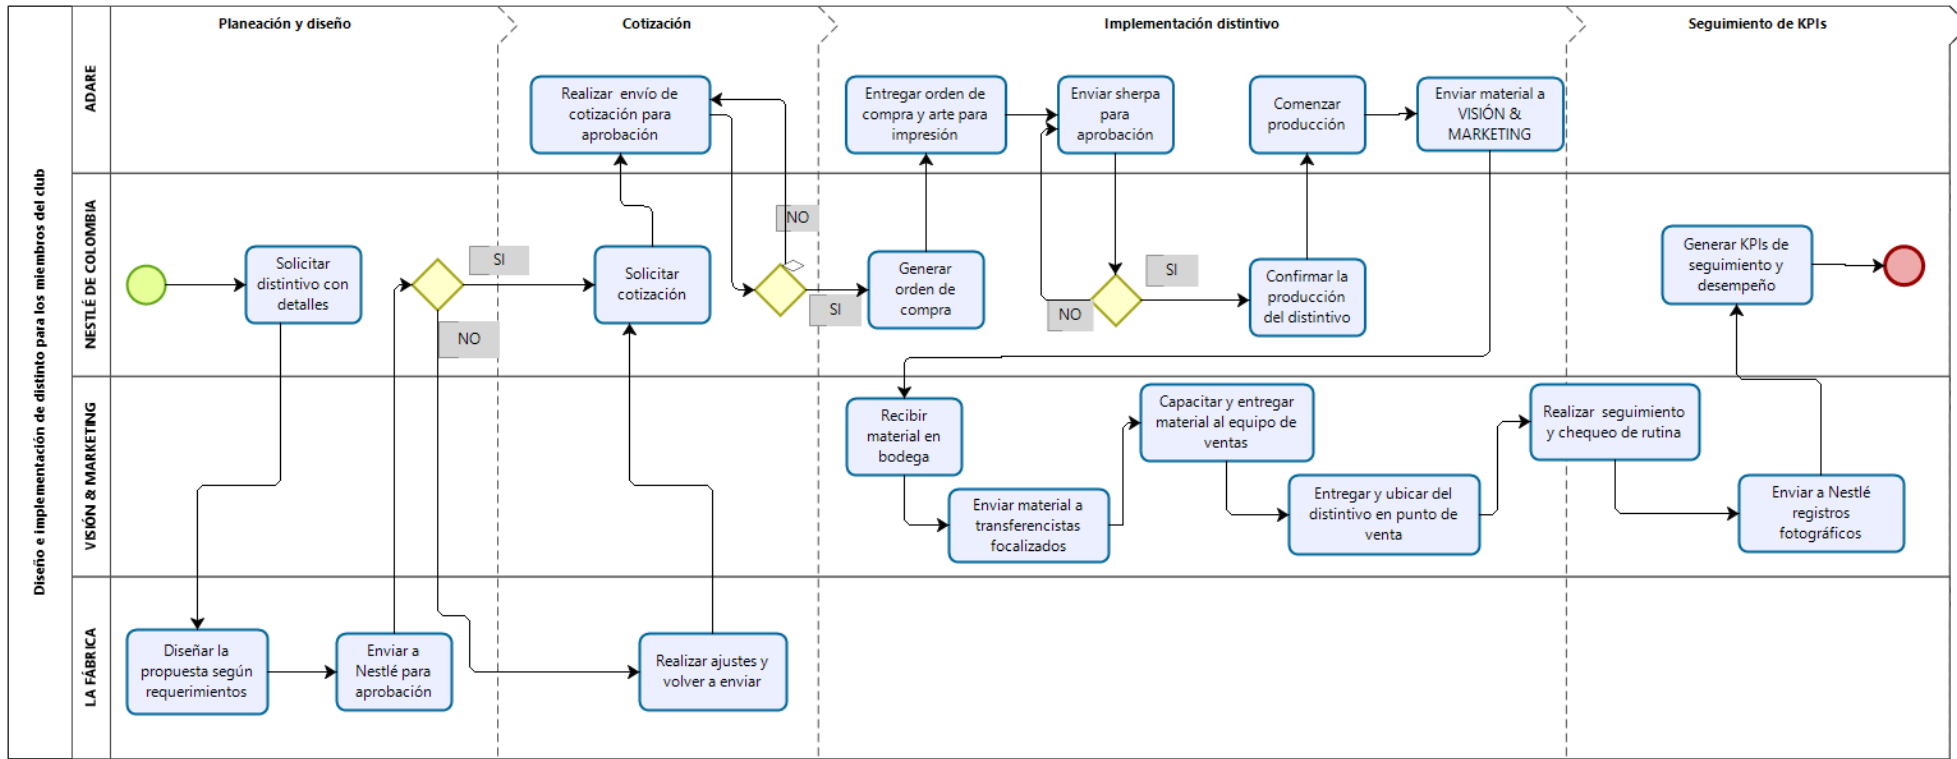 Planeación y diseño
Cotización
Implementación distintivo
Seguimiento de KPIs
Diseño e implementación de distinto para los miembros del club
ADARE
Realizar envío de
cotización para
aprobación
Entregar orden de
compra y arte para
impresión
Enviar sherpa
para
aprobación
Comenzar
producción
Enviar material a
VISIÓN &
MARKETING
NESTLÉ DE COLOMBIA
Solicitar
distintivo con
detalles
SI
NO
Solicitar
cotización
NO
SI
Generar
orden de
compra
NO
SI
Confirmar la
producción
del distintivo
Generar KPIs de
seguimiento y
desempeño
VISIÓN & MARKETING
Recibir
material en
bodega
Enviar material a
transferencistas
focalizados
Capacitar y entregar
material al equipo de
ventas
Entregar y ubicar del
distintivo en punto de
venta
Realizar seguimiento
y chequeo de rutina
Enviar a Nestlé
registros
fotográficos
LA FÁBRICA
Diseñar la
propuesta según
requerimientos
Enviar a
Nestlé para
aprobación
Realizar ajustes y
volver a enviar